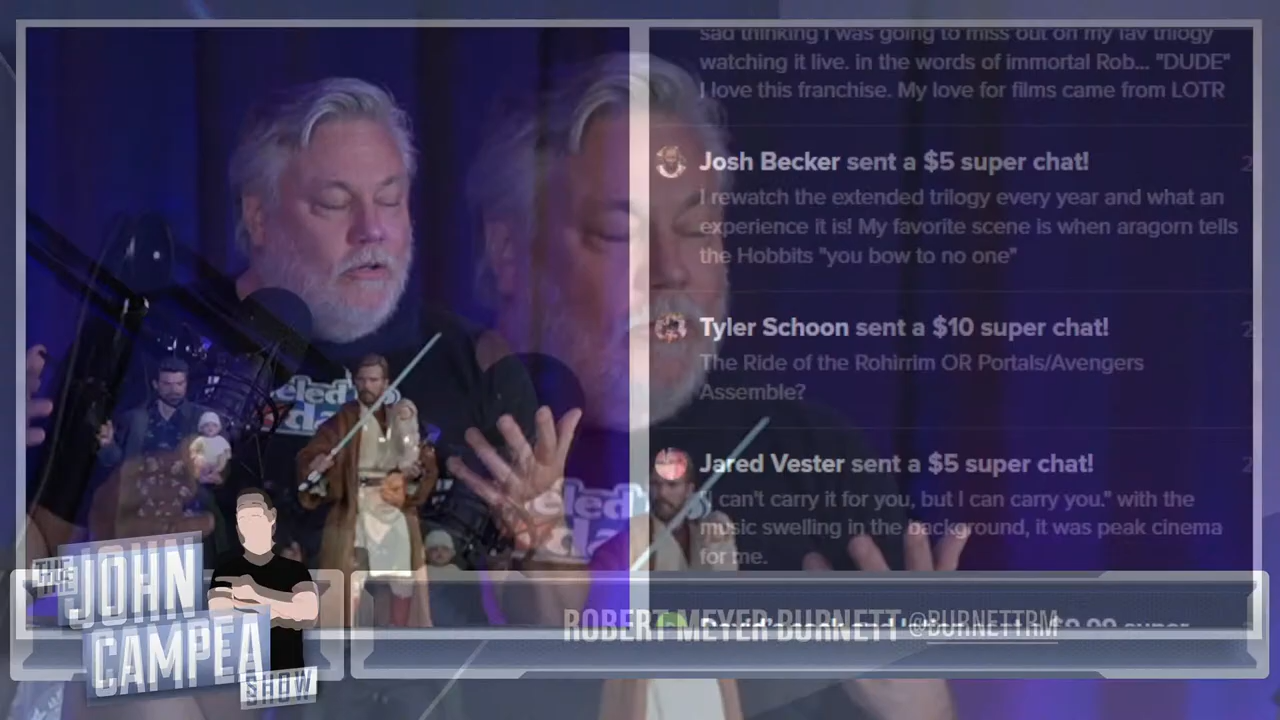 sad thinking I was going to miss out on my fav trilogy
watching it live. in the words of immortal Rob... "DUDE"
I love this franchise. My love for films came from LOTR
Josh Becker sent a $5 super chat!
I rewatch the extended trilogy every year and what an
experience it is! My favorite scene is when aragorn tells
the Hobbits "you bow to no one"
Tyler Schoon sent a $10 super chat!
The Ride of the Rohirrim OR Portals/Avengers
Assemble?
Jared Vester sent a $5 super chat!
"I can't carry it for you, but I can carry you." with the
music swelling in the background, it was peak cinema
for me.
ROBERT MEYER BURNETT @BURNETTRM
THE
JOHN
CAMPEA
SHOW